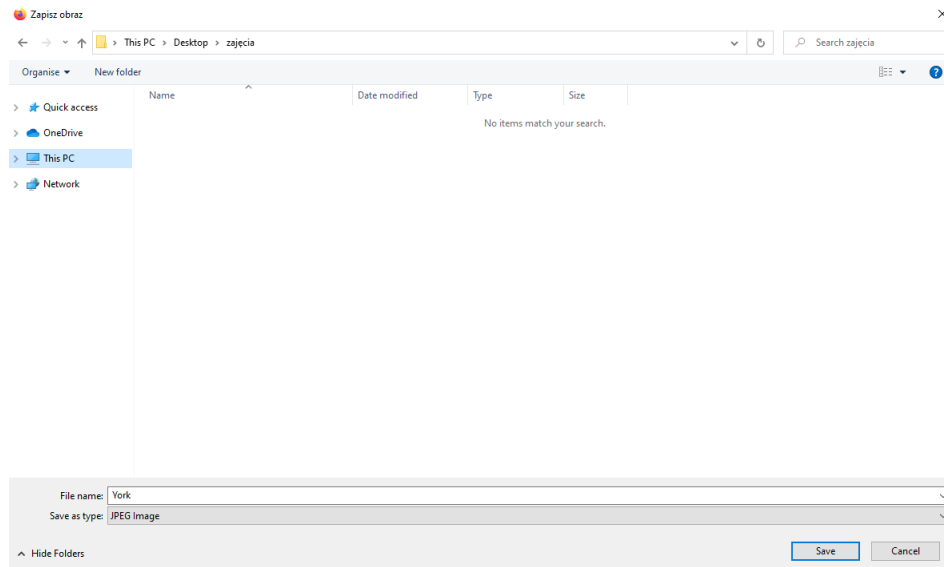 Zapisz obraz
This PC > Desktop > zajęcia
Search zajęcia
Organise
New folder
?
Name
Date modified
Type
Size
Quick access
OneDrive
This PC
Network
No items match your search.
File name: York
Save as type: JPEG Image
Hide Folders
Save
Cancel